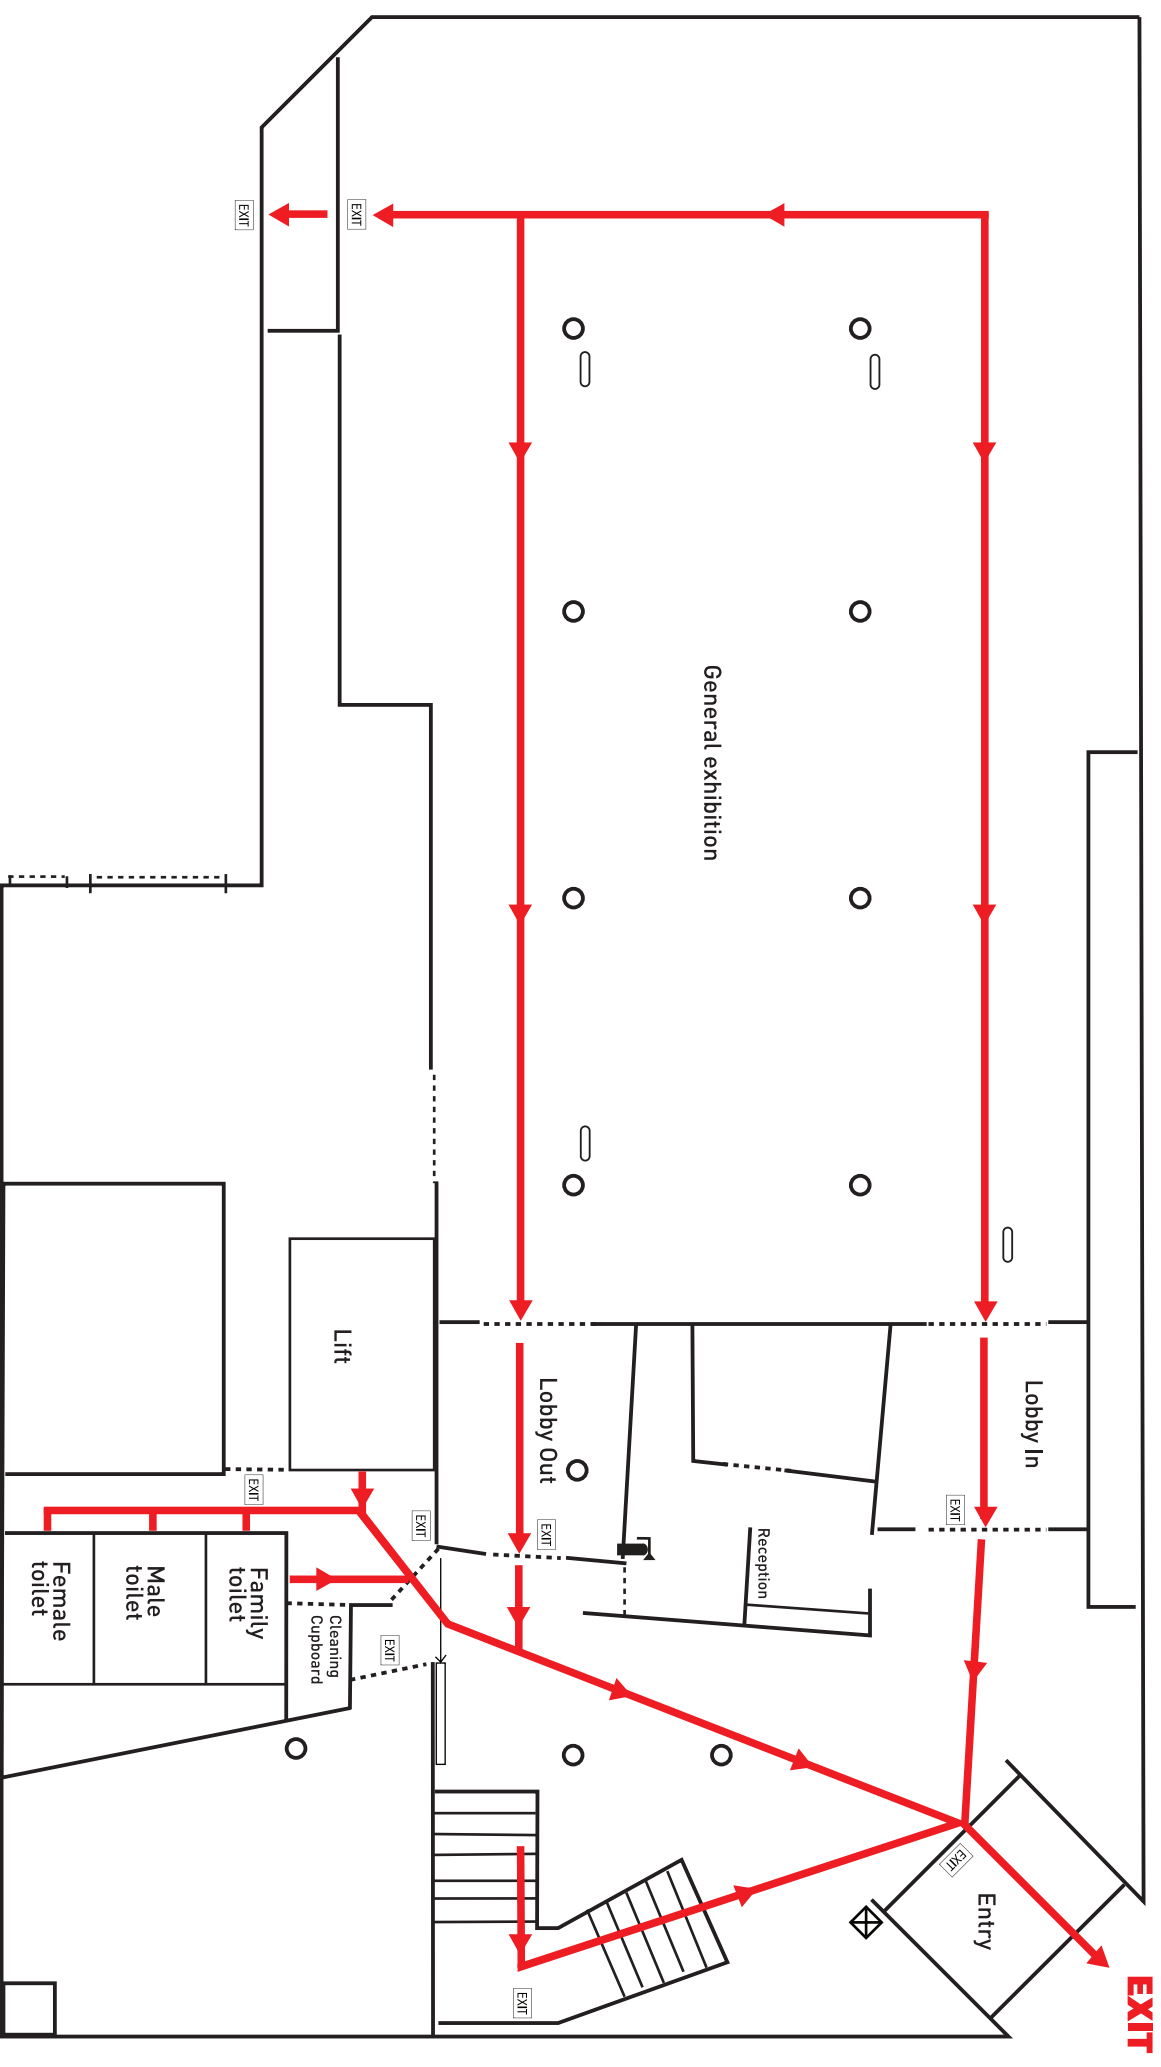 EXIT
EXIT
General exhibition
Lift
Lobby Out
Lobby In
EXIT
EXIT
EXIT
EXIT
Reception
Female
toilet
Male
toilet
Family
toilet
Cleaning
Cupboard
EXIT
EXIT
Entry
EXIT
EXIT